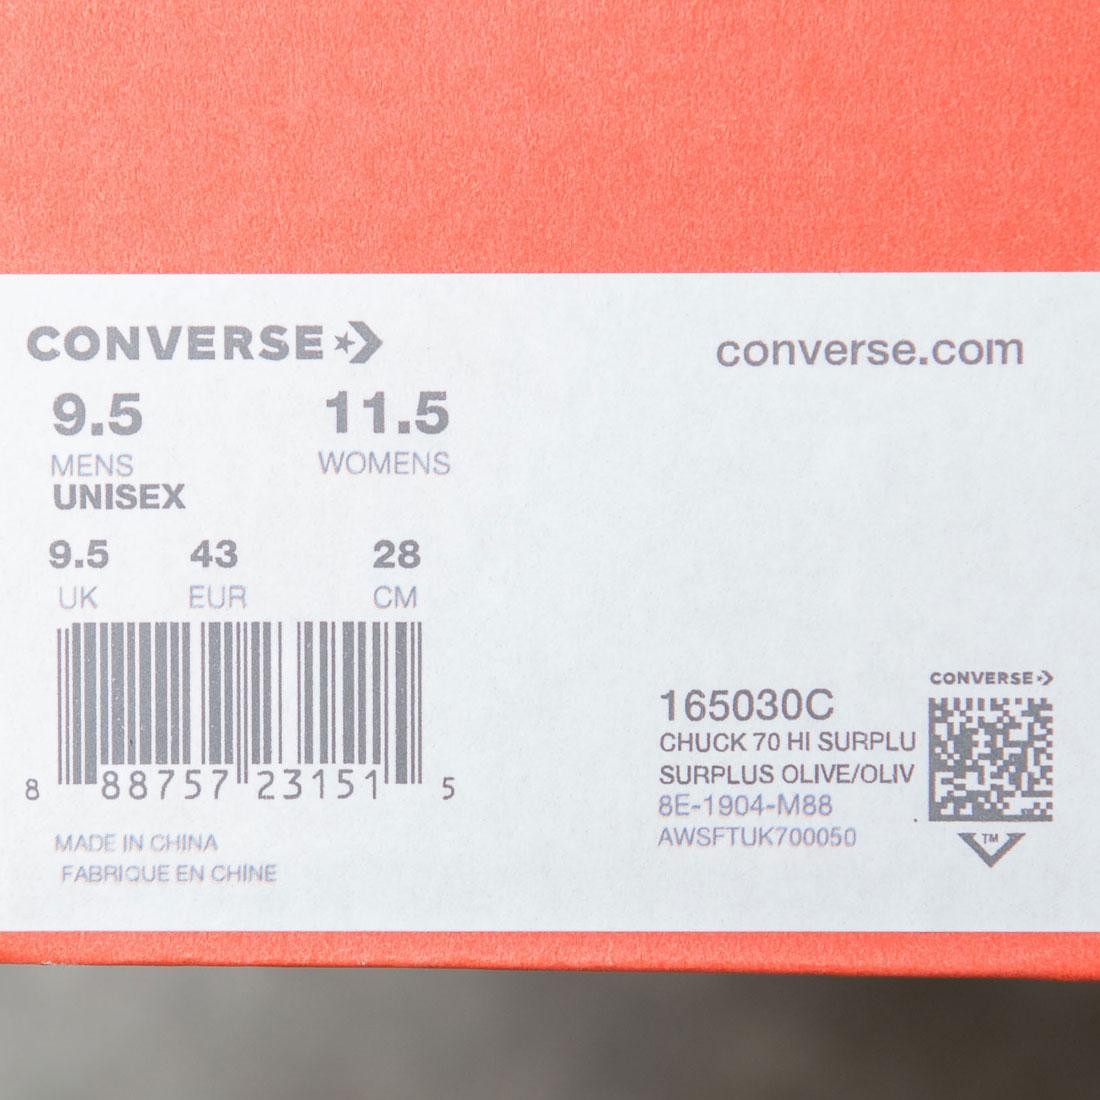 CONVERSE
converse.com
9.5 11.5
MENS WOMENS
UNISEX
9.5 43 28
UK EUR CM
8 88757 23151 5
MADE IN CHINA
FABRIQUE EN CHINE
CONVERSE
165030C
CHUCK 70 HI SURPLU
SURPLUS OLIVE/OLIV
8E-1904-M88
AWSFTUK700050
TM